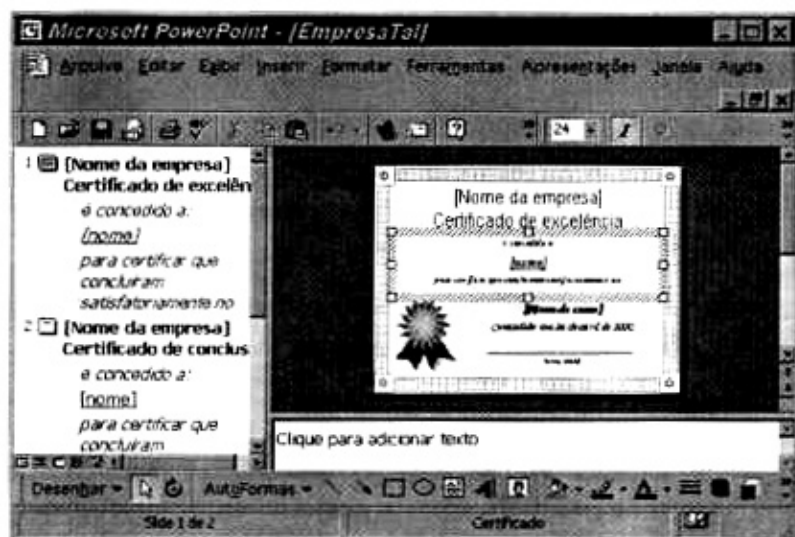 Microsoft PowerPoint - [EmpresaTal]
Arquivo Editar Exibir Inserir Formatar Ferramentas Apresentações Janela Ajuda
24
1 [Nome da empresa]
Certificado de excelên
é concedido a:
[nome]
para certificar que
concluíram
satisfatoriamente no
2 [Nome da empresa]
Certificado de conclus
é concedido a:
[nome]
para certificar que
concluíram
[Nome da empresa]
Certificado de excelência
é concedido a
[nome]
Clique para adicionar texto
Desenhar AutoFormas
Slide 1 de 2 Certificado